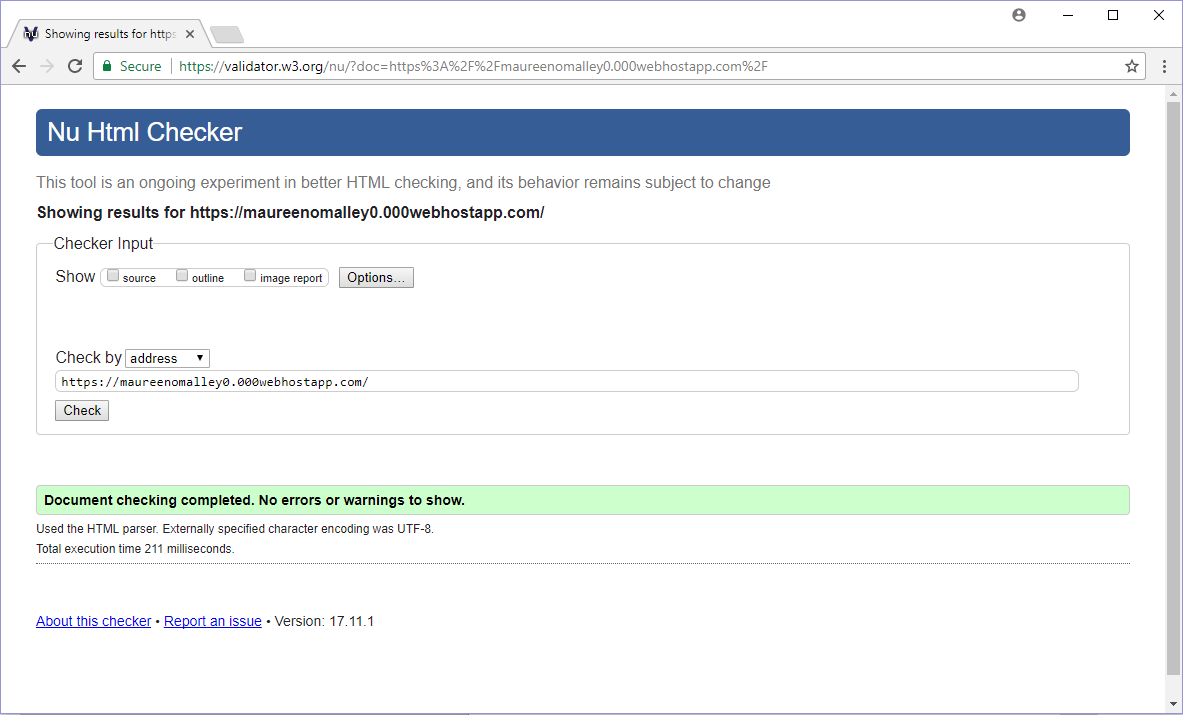 Showing results for https
Secure https://validator.w3.org/nu/?doc=https%3A%2F%2Fmaureenomalley0.000webhostapp.com%2F
Nu Html Checker
This tool is an ongoing experiment in better HTML checking, and its behavior remains subject to change
Showing results for https://maureenomalley0.000webhostapp.com/
Checker Input
Show source outline image report Options...
Check by address
https://maureenomalley0.000webhostapp.com/
Check
Document checking completed. No errors or warnings to show.
Used the HTML parser. Externally specified character encoding was UTF-8.
Total execution time 211 milliseconds.
About this checker • Report an issue • Version: 17.11.1